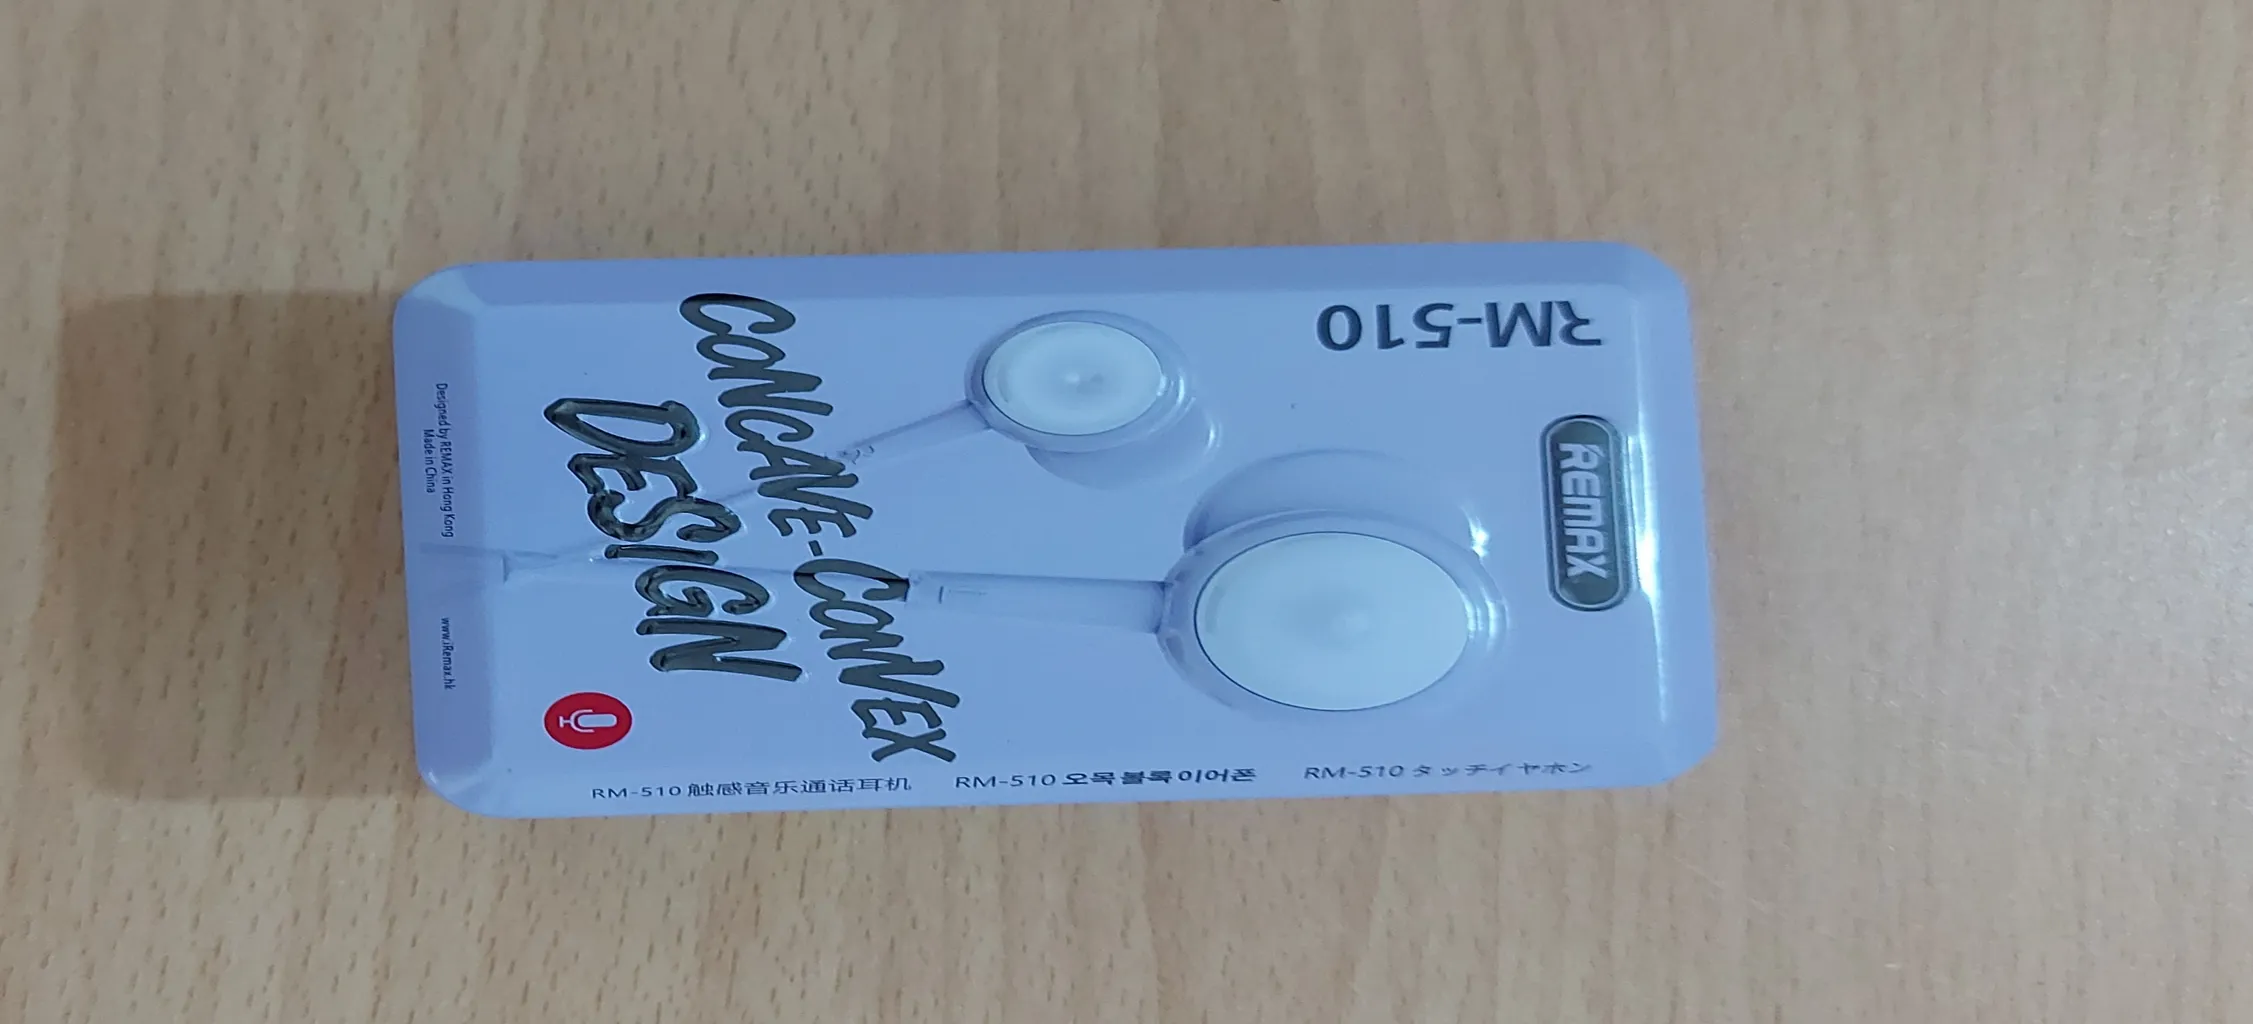 RM-510
REMAX
CONCAVE-CONVEX
DESIGN
RM-510 触感音乐通话耳机
RM-510 오목볼록이어폰
RM-510 タッチイヤホン
Designed by REMAX in Hong Kong
Made in China
www.iRemax.hk